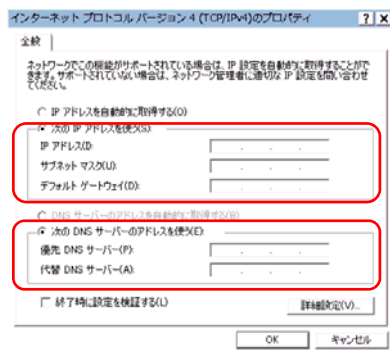 インターネット プロトコル バージョン 4 (TCP/IPv4)のプロパティ
全般
ネットワークでこの機能がサポートされている場合は、IP 設定を自動的に取得することがで
きます。サポートされていない場合は、ネットワーク管理者に適切な IP 設定を問い合わせ
てください。
IP アドレスを自動的に取得する(O)
次の IP アドレスを使う(S):
IP アドレス(I):
サブネット マスク(U):
デフォルト ゲートウェイ(D):
DNS サーバーのアドレスを自動的に取得する(B)
次の DNS サーバーのアドレスを使う(E):
優先 DNS サーバー(P):
代替 DNS サーバー(A):
終了時に設定を検証する(L)
詳細設定(V)...
OK
キャンセル